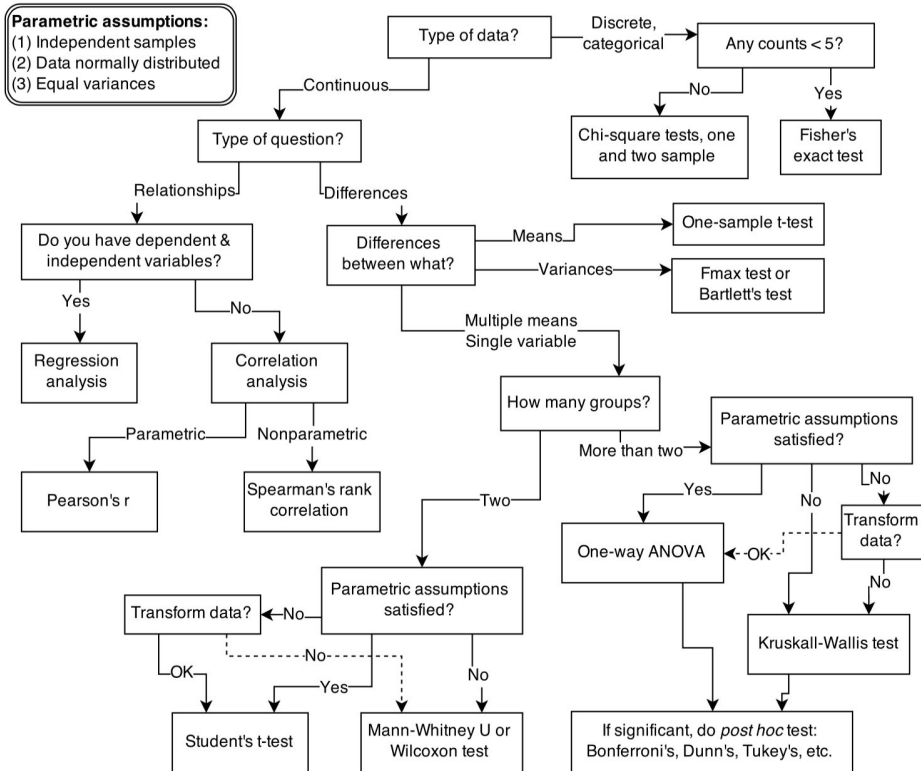 Parametric assumptions:
(1) Independent samples
(2) Data normally distributed
(3) Equal variances
Type of data?
Discrete,
categorical
Any counts < 5?
Continuous
No
Yes
Type of question?
Chi-square tests, one
and two sample
Fisher's
exact test
Relationships
Differences
Do you have dependent &
independent variables?
Differences
between what?
Means
One-sample t-test
Variances
Fmax test or
Bartlett's test
Yes
No
Multiple means
Single variable
Regression
analysis
Correlation
analysis
How many groups?
Parametric assumptions
satisfied?
Parametric
Nonparametric
More than two
Pearson's r
Spearman's rank
correlation
Two
Yes
No
No
Transform
data?
One-way ANOVA
OK
No
Parametric assumptions
satisfied?
Transform data?
No
Kruskall-Wallis test
No
OK
Yes
No
Student's t-test
Mann-Whitney U or
Wilcoxon test
If significant, do post hoc test:
Bonferroni's, Dunn's, Tukey's, etc.